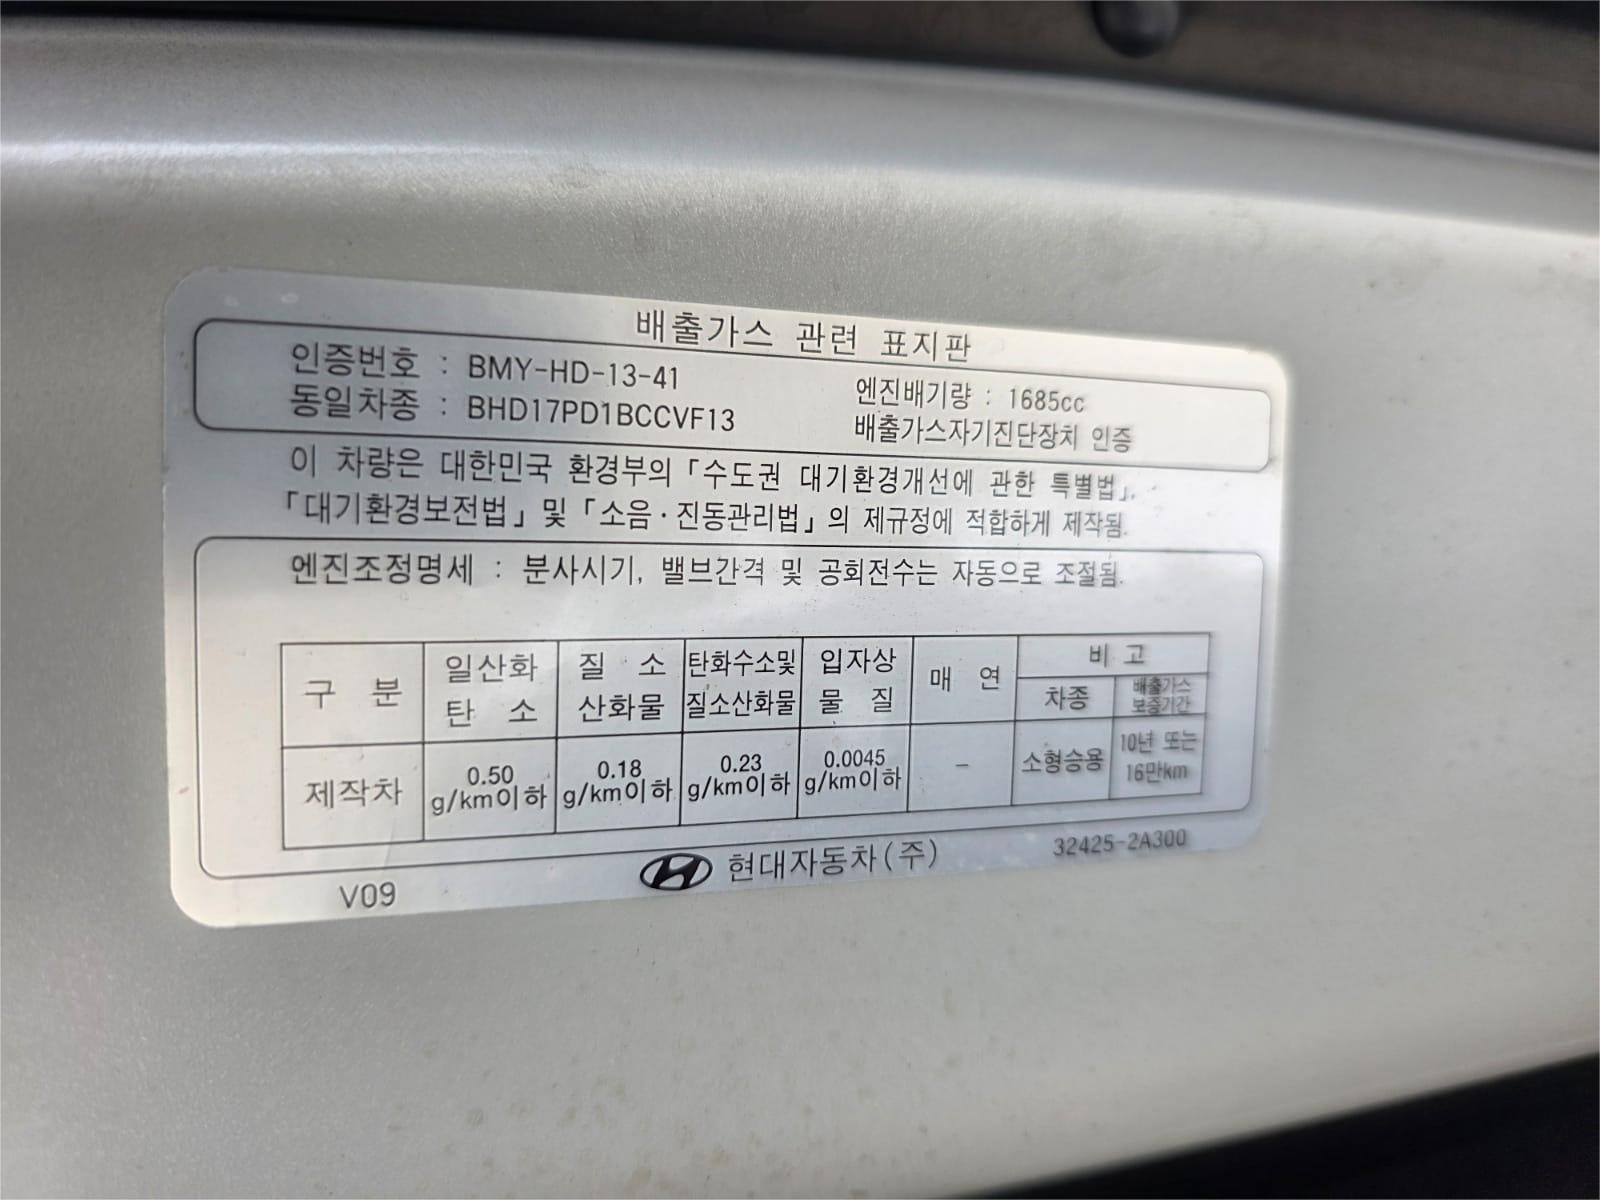 배출가스 관련 표지판
인증번호 : BMY-HD-13-41
동일차종 : BHD17PD1BCCVF13
엔진배기량 : 1685cc
배출가스자기진단장치 인증
이 차량은 대한민국 환경부의 「수도권 대기환경개선에 관한 특별법」,
「대기환경보전법」 및 「소음·진동관리법」의 제규정에 적합하게 제작됨.
엔진조정명세 : 분사시기, 밸브간격 및 공회전수는 자동으로 조절됨.
구 분
일산화
탄 소
질 소
산화물
탄화수소및
질소산화물
입자상
물 질
매 연
비 고
차종
배출가스
보증기간
제작차
0.50
g/km이하
0.18
g/km이하
0.23
g/km이하
0.0045
g/km이하
-
소형승용
10년 또는
16만km
V09
현대자동차(주)
32425-2A300